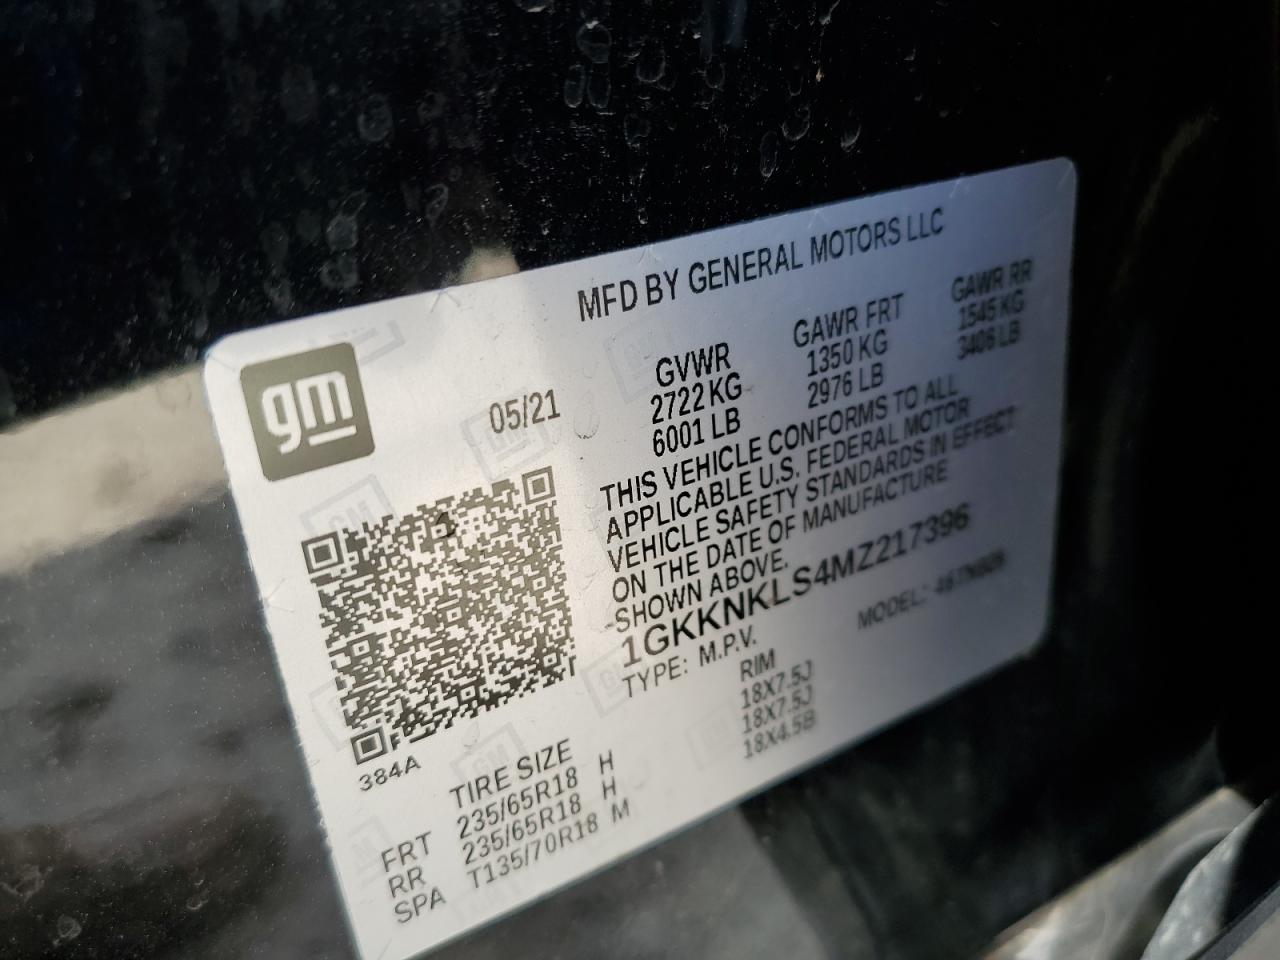 MFD BY GENERAL MOTORS LLC
gm
05/21
GVWR
2722 KG
6001 LB
GAWR FRT
1350 KG
2976 LB
GAWR RR
1545 KG
3406 LB
THIS VEHICLE CONFORMS TO ALL
APPLICABLE U.S. FEDERAL MOTOR
VEHICLE SAFETY STANDARDS IN EFFECT
ON THE DATE OF MANUFACTURE
SHOWN ABOVE.
1GKKNKLS4MZ217396
TYPE: M.P.V.
MODEL:
384A
TIRE SIZE
RIM
FRT 235/65R18 H 18X7.5J
RR 235/65R18 H 18X7.5J
SPA T135/70R18 M 18X4.5B